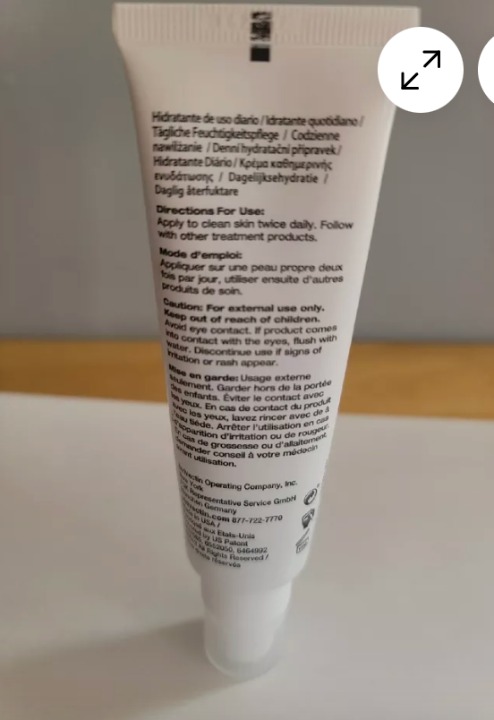 Hidratante de uso diario / Idratante quotidiano /
Tägliche Feuchtigkeitspflege / Codzienne
nawilżanie / Denní hydratační přípravek /
Hidratante Diário / Κρέμα καθημερινής
ενυδάτωσης / Dagelijksehydratie /
Daglig återfuktare
Directions For Use:
Apply to clean skin twice daily. Follow
with other treatment products.
Mode d'emploi:
Appliquer sur une peau propre deux
fois par jour, utiliser ensuite d'autres
produits de soin.
Caution: For external use only.
Keep out of reach of children.
Avoid eye contact. If product comes
into contact with the eyes, flush with
water. Discontinue use if signs of
irritation or rash appear.
Mise en garde: Usage externe
seulement. Garder hors de la portée
des enfants. Éviter le contact avec
les yeux. En cas de contact du produit
avec les yeux, lavez rincer avec de
l'eau tiède. Arrêter l'utilisation en cas
d'apparition d'irritation ou de rougeur.
En cas de grossesse ou d'allaitement,
demander conseil à votre médecin
avant utilisation.
Operating Company, Inc.
York
Representative Service GmbH
Germany
.com 877-722-7770
in USA /
aux États-Unis
by US Patent
6464992
All Rights Reserved /